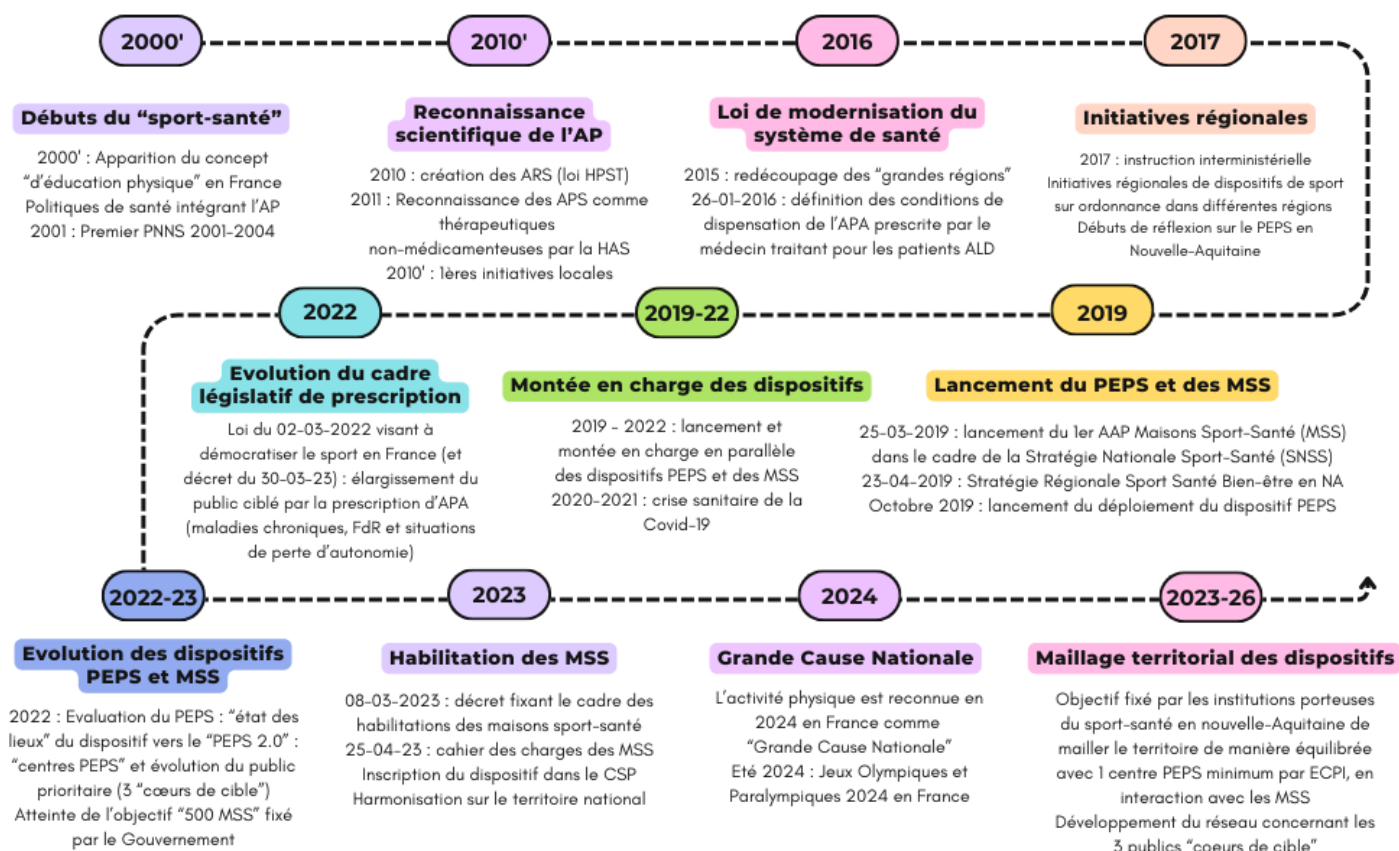 2000'
Débuts du “sport-santé”
2000' : Apparition du concept
“d'éducation physique” en France
Politiques de santé intégrant l'AP
2001 : Premier PNNS 2001-2004
2010'
Reconnaissance
scientifique de l'AP
2010 : création des ARS (loi HPST)
2011 : Reconnaissance des APS comme
thérapeutiques
non-médicamenteuses par la HAS
2010' : 1ères initiatives locales
2016
Loi de modernisation du
système de santé
2015 : redécoupage des “grandes régions”
26-01-2016 : définition des conditions de
dispensation de l'APA prescrite par le
médecin traitant pour les patients ALD
2017
Initiatives régionales
2017 : instruction interministérielle
Initiatives régionales de dispositifs de sport
sur ordonnance dans différentes régions
Débuts de réflexion sur le PEPS en
Nouvelle-Aquitaine
2022
Evolution du cadre
législatif de prescription
Loi du 02-03-2022 visant à
démocratiser le sport en France (et
décret du 30-03-23) : élargissement du
public ciblé par la prescription d'APA
(maladies chroniques, FdR et situations
de perte d'autonomie)
2019-22
Montée en charge des dispositifs
2019 - 2022 : lancement et
montée en charge en parallèle
des dispositifs PEPS et des MSS
2020-2021 : crise sanitaire de la
Covid-19
2019
Lancement du PEPS et des MSS
25-03-2019 : lancement du 1er AAP Maisons Sport-Santé (MSS)
dans le cadre de la Stratégie Nationale Sport-Santé (SNSS)
23-04-2019 : Stratégie Régionale Sport Santé Bien-être en NA
Octobre 2019 : lancement du déploiement du dispositif PEPS
2022-23
Evolution des dispositifs
PEPS et MSS
2022 : Evaluation du PEPS : “état des
lieux” du dispositif vers le “PEPS 2.0” :
“centres PEPS” et évolution du public
prioritaire (3 “cœurs de cible”)
Atteinte de l'objectif “500 MSS” fixé
par le Gouvernement
2023
Habilitation des MSS
08-03-2023 : décret fixant le cadre des
habilitations des maisons sport-santé
25-04-23 : cahier des charges des MSS
Inscription du dispositif dans le CSP
Harmonisation sur le territoire national
2024
Grande Cause Nationale
L'activité physique est reconnue en
2024 en France comme
“Grande Cause Nationale”
Eté 2024 : Jeux Olympiques et
Paralympiques 2024 en France
2023-26
Maillage territorial des dispositifs
Objectif fixé par les institutions porteuses
du sport-santé en nouvelle-Aquitaine de
mailler le territoire de manière équilibrée
avec 1 centre PEPS minimum par ECPI, en
interaction avec les MSS
Développement du réseau concernant les
3 publics “coeurs de cible”